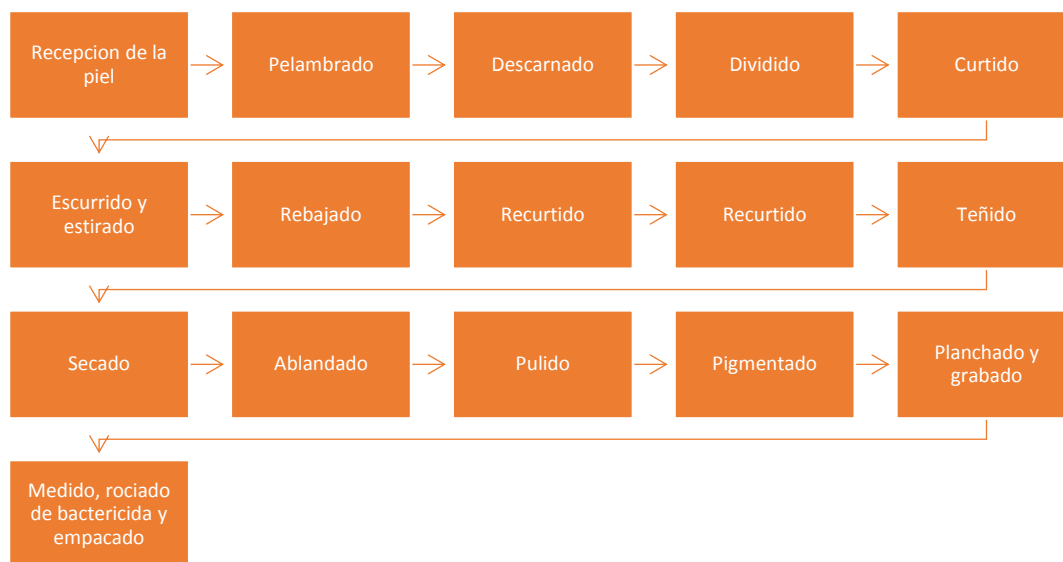 Recepcion de la
piel
Pelambrado
Descarnado
Dividido
Curtido
Escurrido y
estirado
Rebajado
Recurtido
Recurtido
Teñido
Secado
Ablandado
Pulido
Pigmentado
Planchado y
grabado
Medido, rociado
de bactericida y
empacado